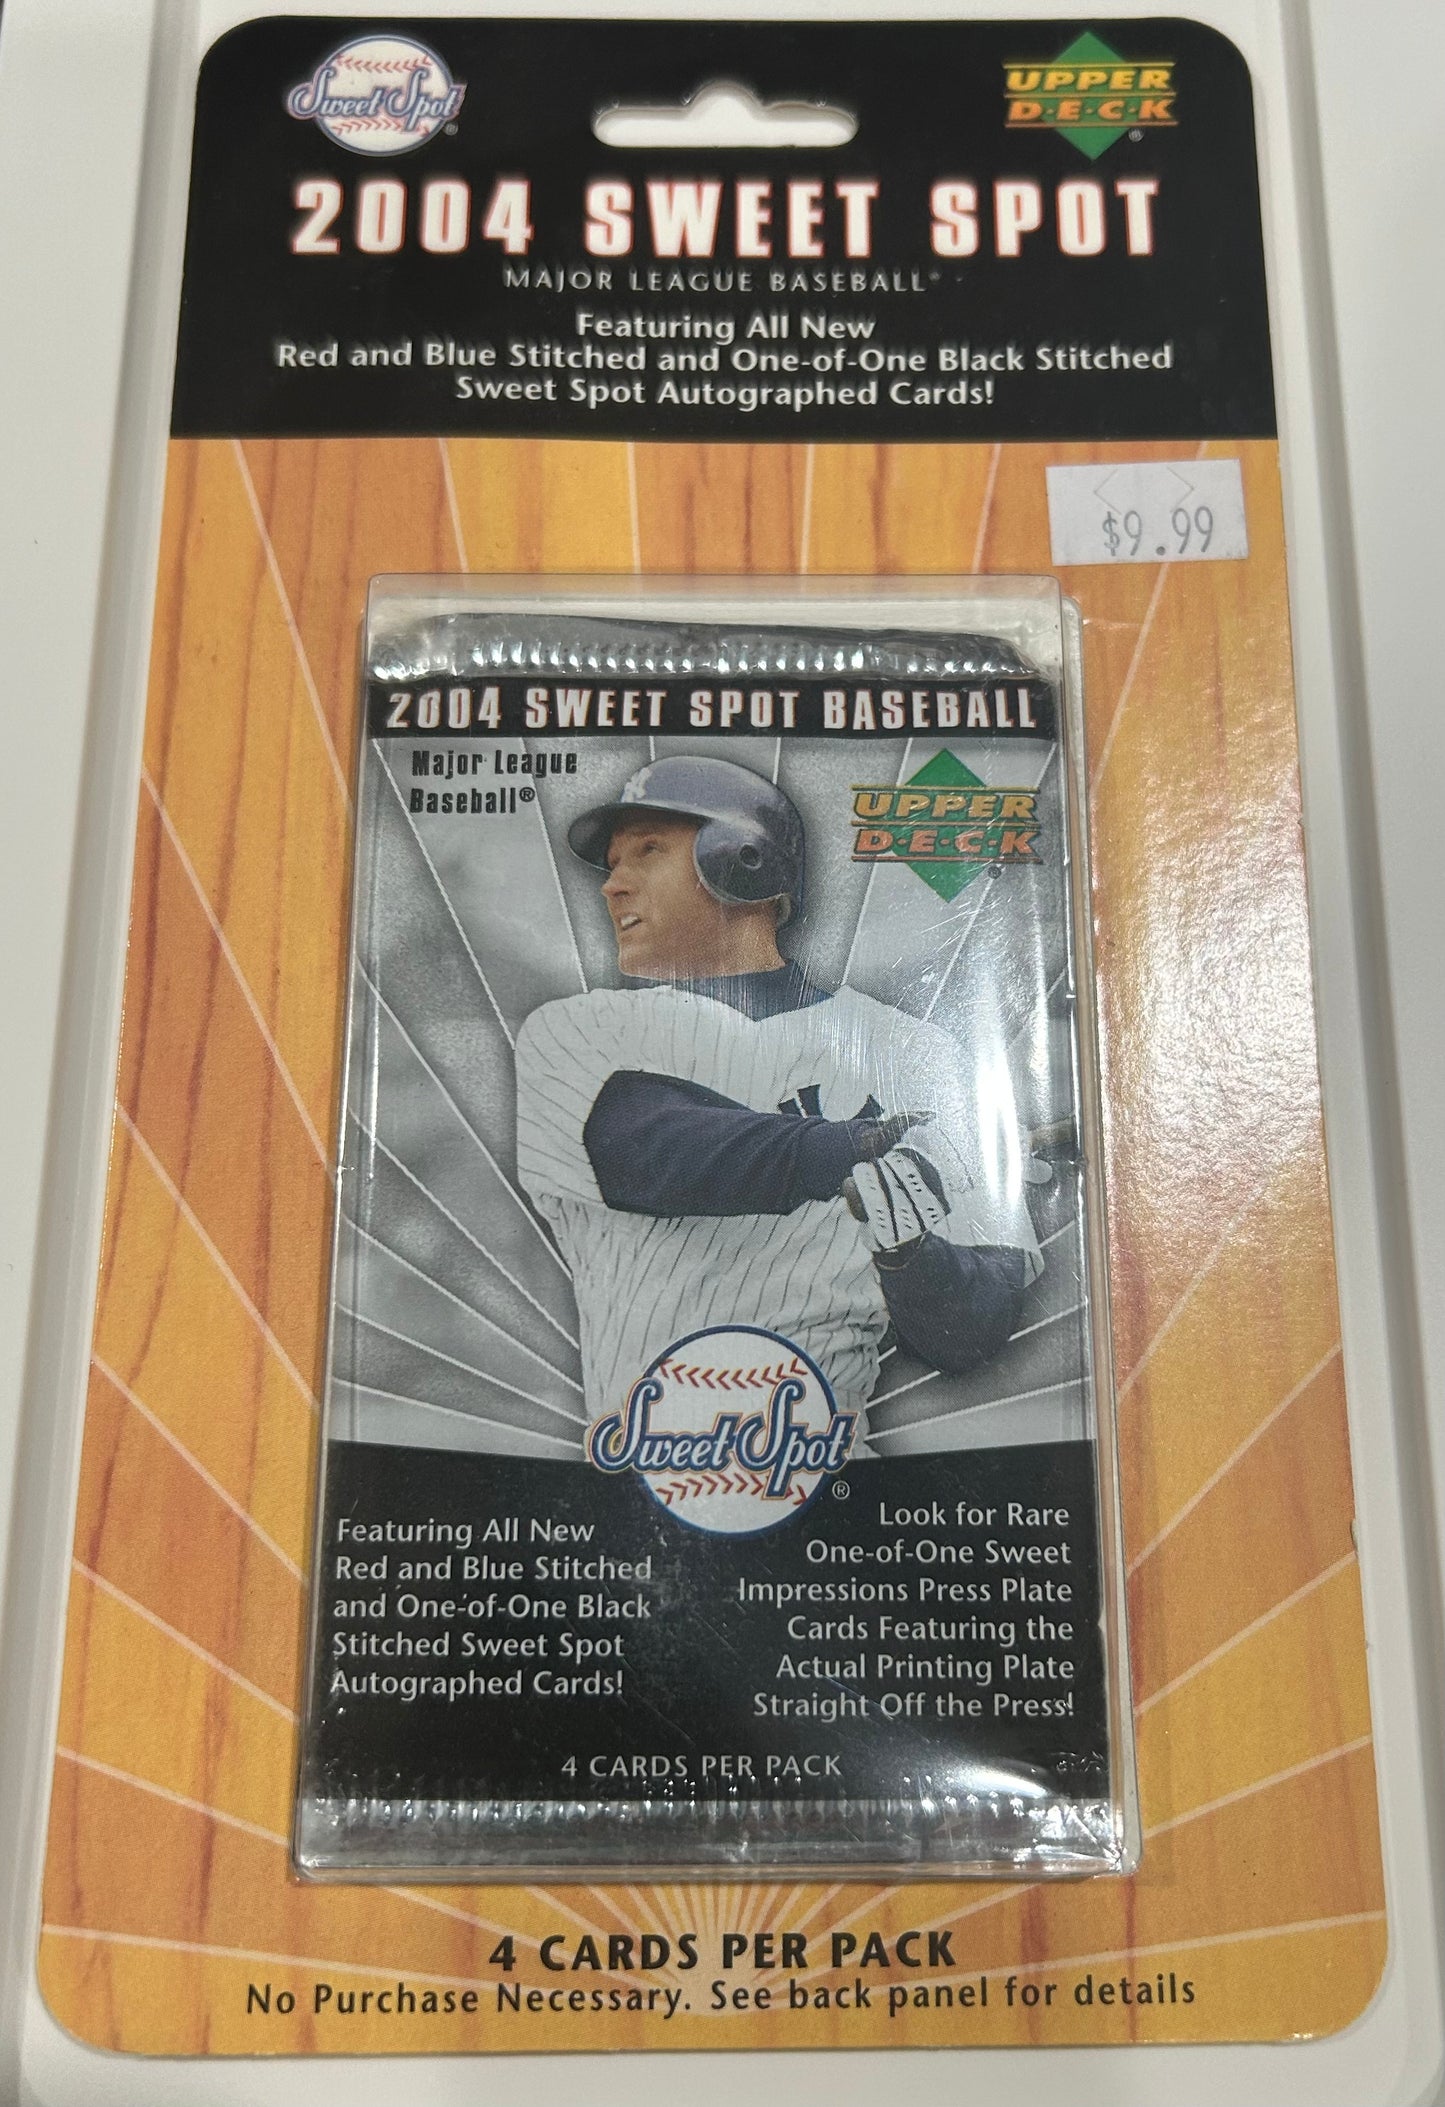 Sweet Spot®
UPPER
D·E·C·K®
2004 SWEET SPOT
MAJOR LEAGUE BASEBALL®
Featuring All New
Red and Blue Stitched and One-of-One Black Stitched
Sweet Spot Autographed Cards!
$9.99
2004 SWEET SPOT BASEBALL
Major League
Baseball®
UPPER
D·E·C·K®
Sweet Spot®
Featuring All New
Red and Blue Stitched
and One-of-One Black
Stitched Sweet Spot
Autographed Cards!
Look for Rare
One-of-One Sweet
Impressions Press Plate
Cards Featuring the
Actual Printing Plate
Straight Off the Press!
4 CARDS PER PACK
4 CARDS PER PACK
No Purchase Necessary. See back panel for details